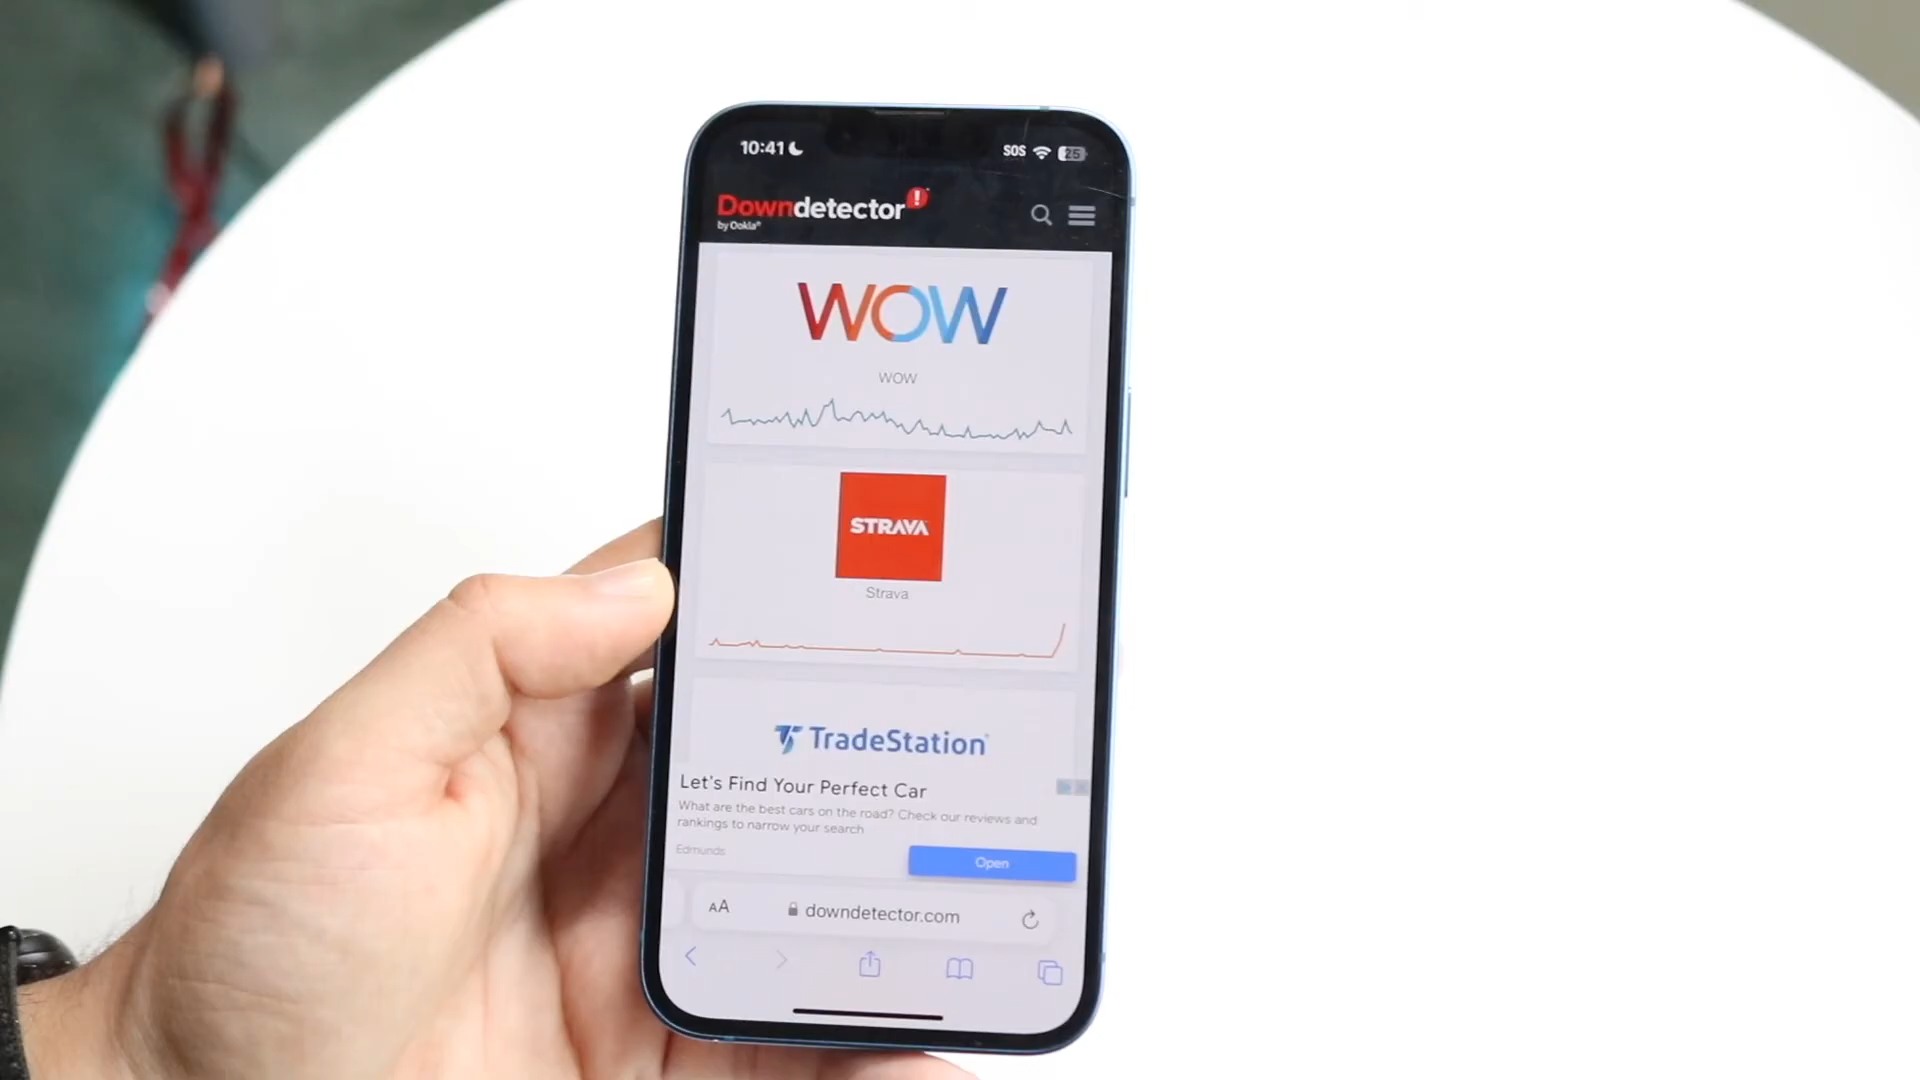 10:41
SOS
25
Downdetector!
by Ookla®
WOW
WOW
STRAVA
Strava
TradeStation
Let's Find Your Perfect Car
What are the best cars on the road? Check our reviews and
rankings to narrow your search
Edmunds
Open
AA
downdetector.com